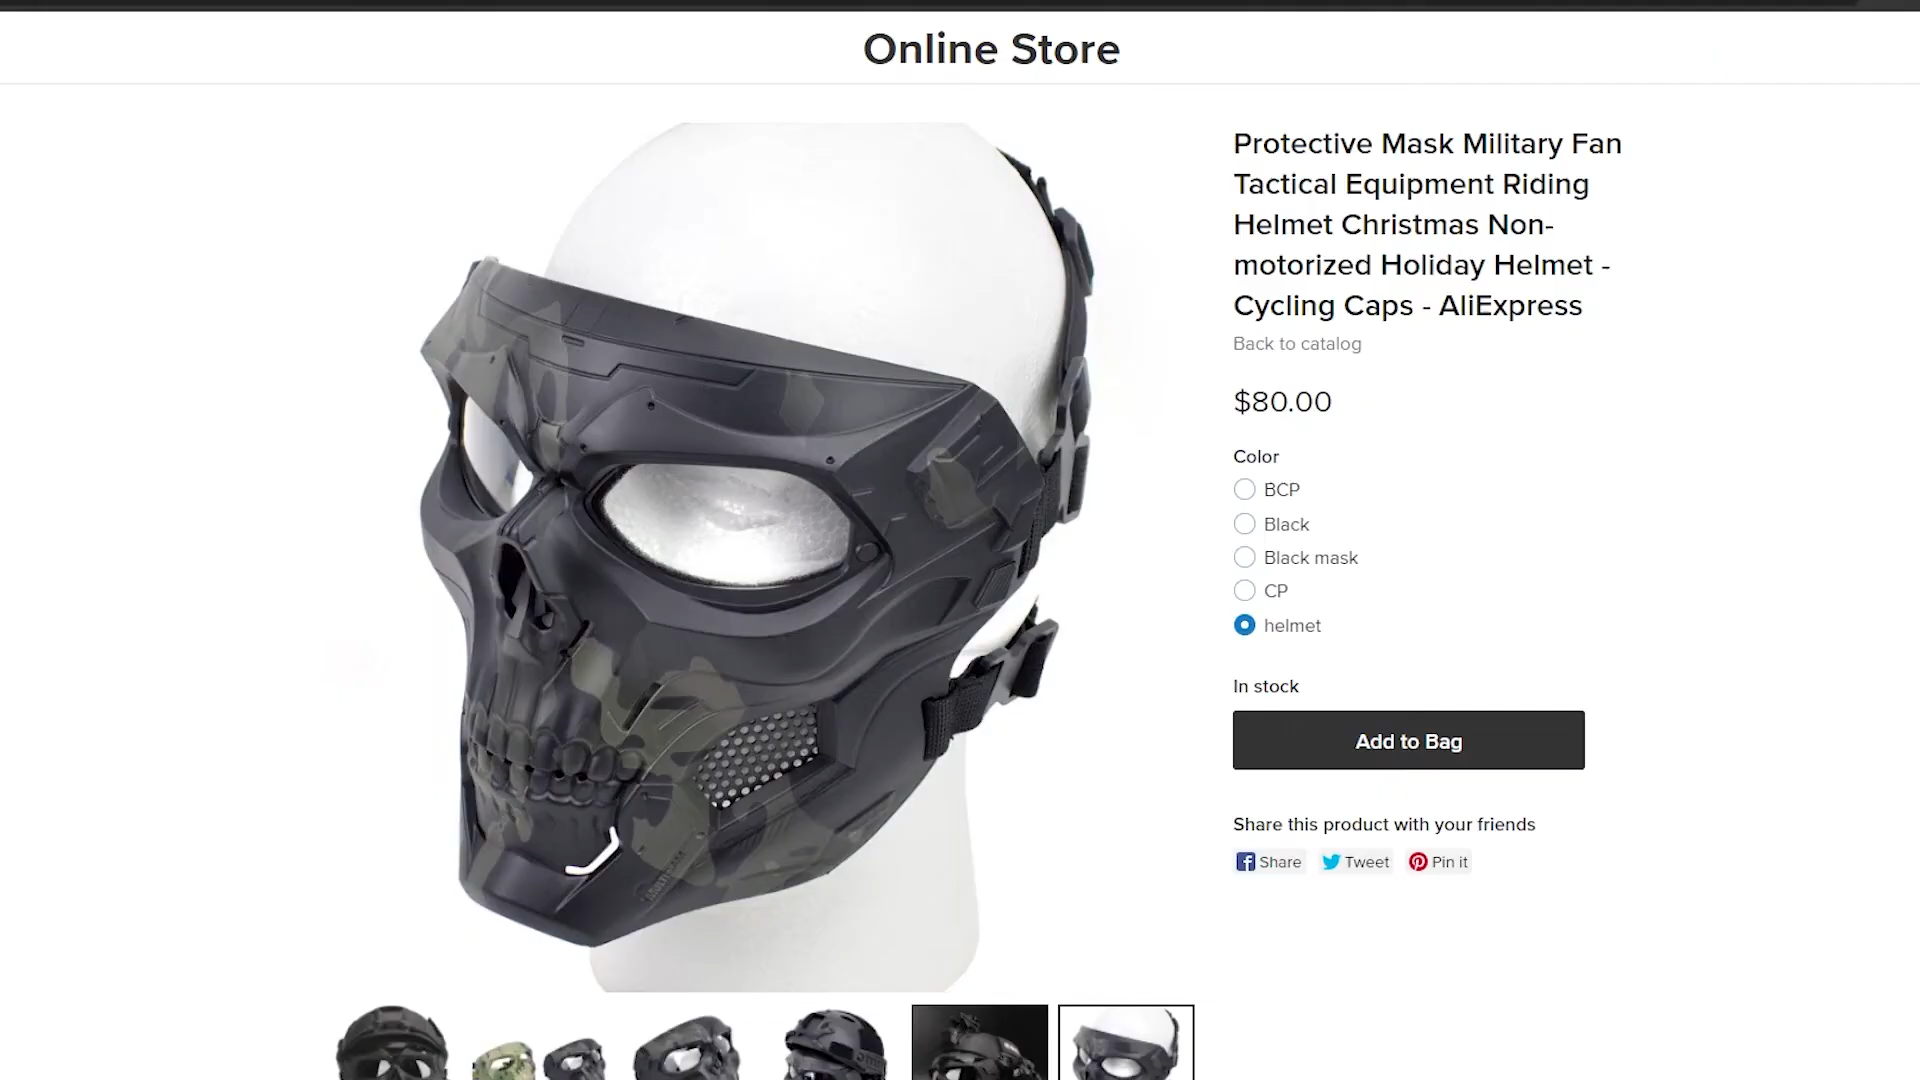 Online Store
Protective Mask Military Fan
Tactical Equipment Riding
Helmet Christmas Non-
motorized Holiday Helmet -
Cycling Caps - AliExpress
Back to catalog
$80.00
Color
BCP
Black
Black mask
CP
helmet
In stock
Add to Bag
Share this product with your friends
Share Tweet Pin it